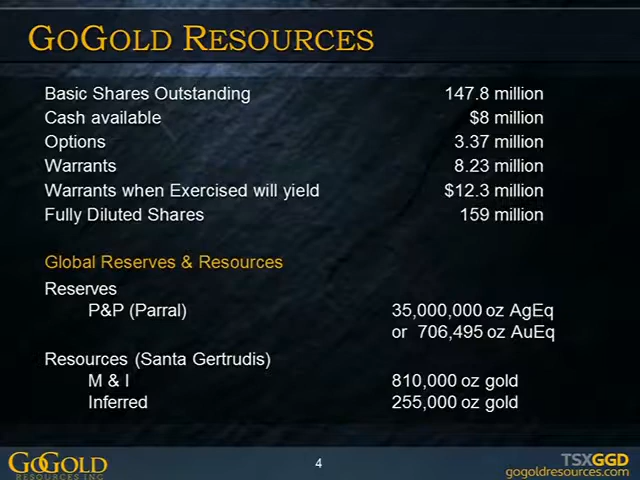 GOGOLD RESOURCES
Basic Shares Outstanding 147.8 million
Cash available $8 million
Options 3.37 million
Warrants 8.23 million
Warrants when Exercised will yield $12.3 million
Fully Diluted Shares 159 million
Global Reserves & Resources
Reserves
P&P (Parral) 35,000,000 oz AgEq
or 706,495 oz AuEq
Resources (Santa Gertrudis)
M & I 810,000 oz gold
Inferred 255,000 oz gold
GOGOLD
RESOURCES INC
4
TSXGGD
gogoldresources.com